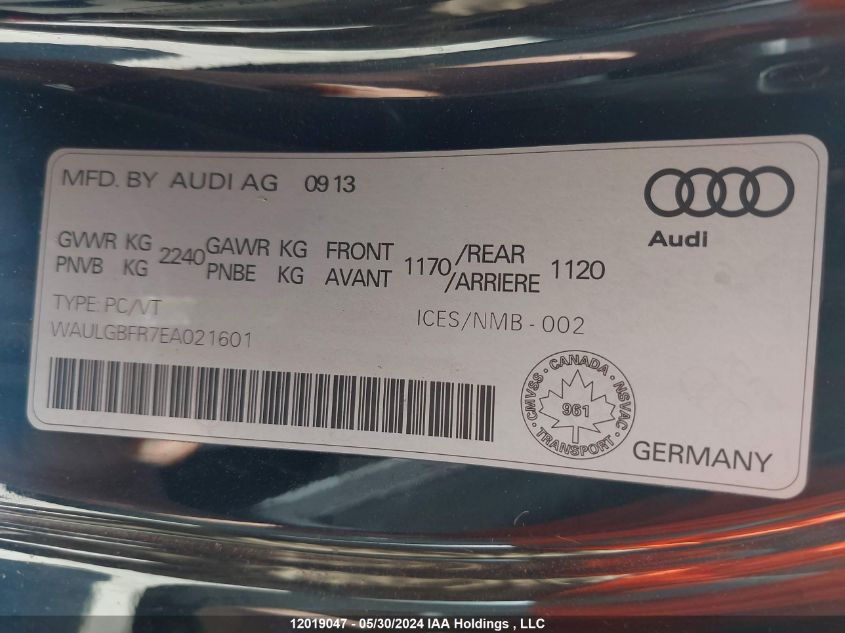 MFD. BY AUDI AG 09 13
Audi
GVWR KG 2240 GAWR KG FRONT 1170 /REAR 1120
PNVB KG PNBE KG AVANT /ARRIERE
TYPE: PC/VT
ICES/NMB - 002
WAULGBFR7EA021601
CMVSS - CANADA - NSVAC
961
TRANSPORT
GERMANY
12019047 - 05/30/2024 IAA Holdings , LLC